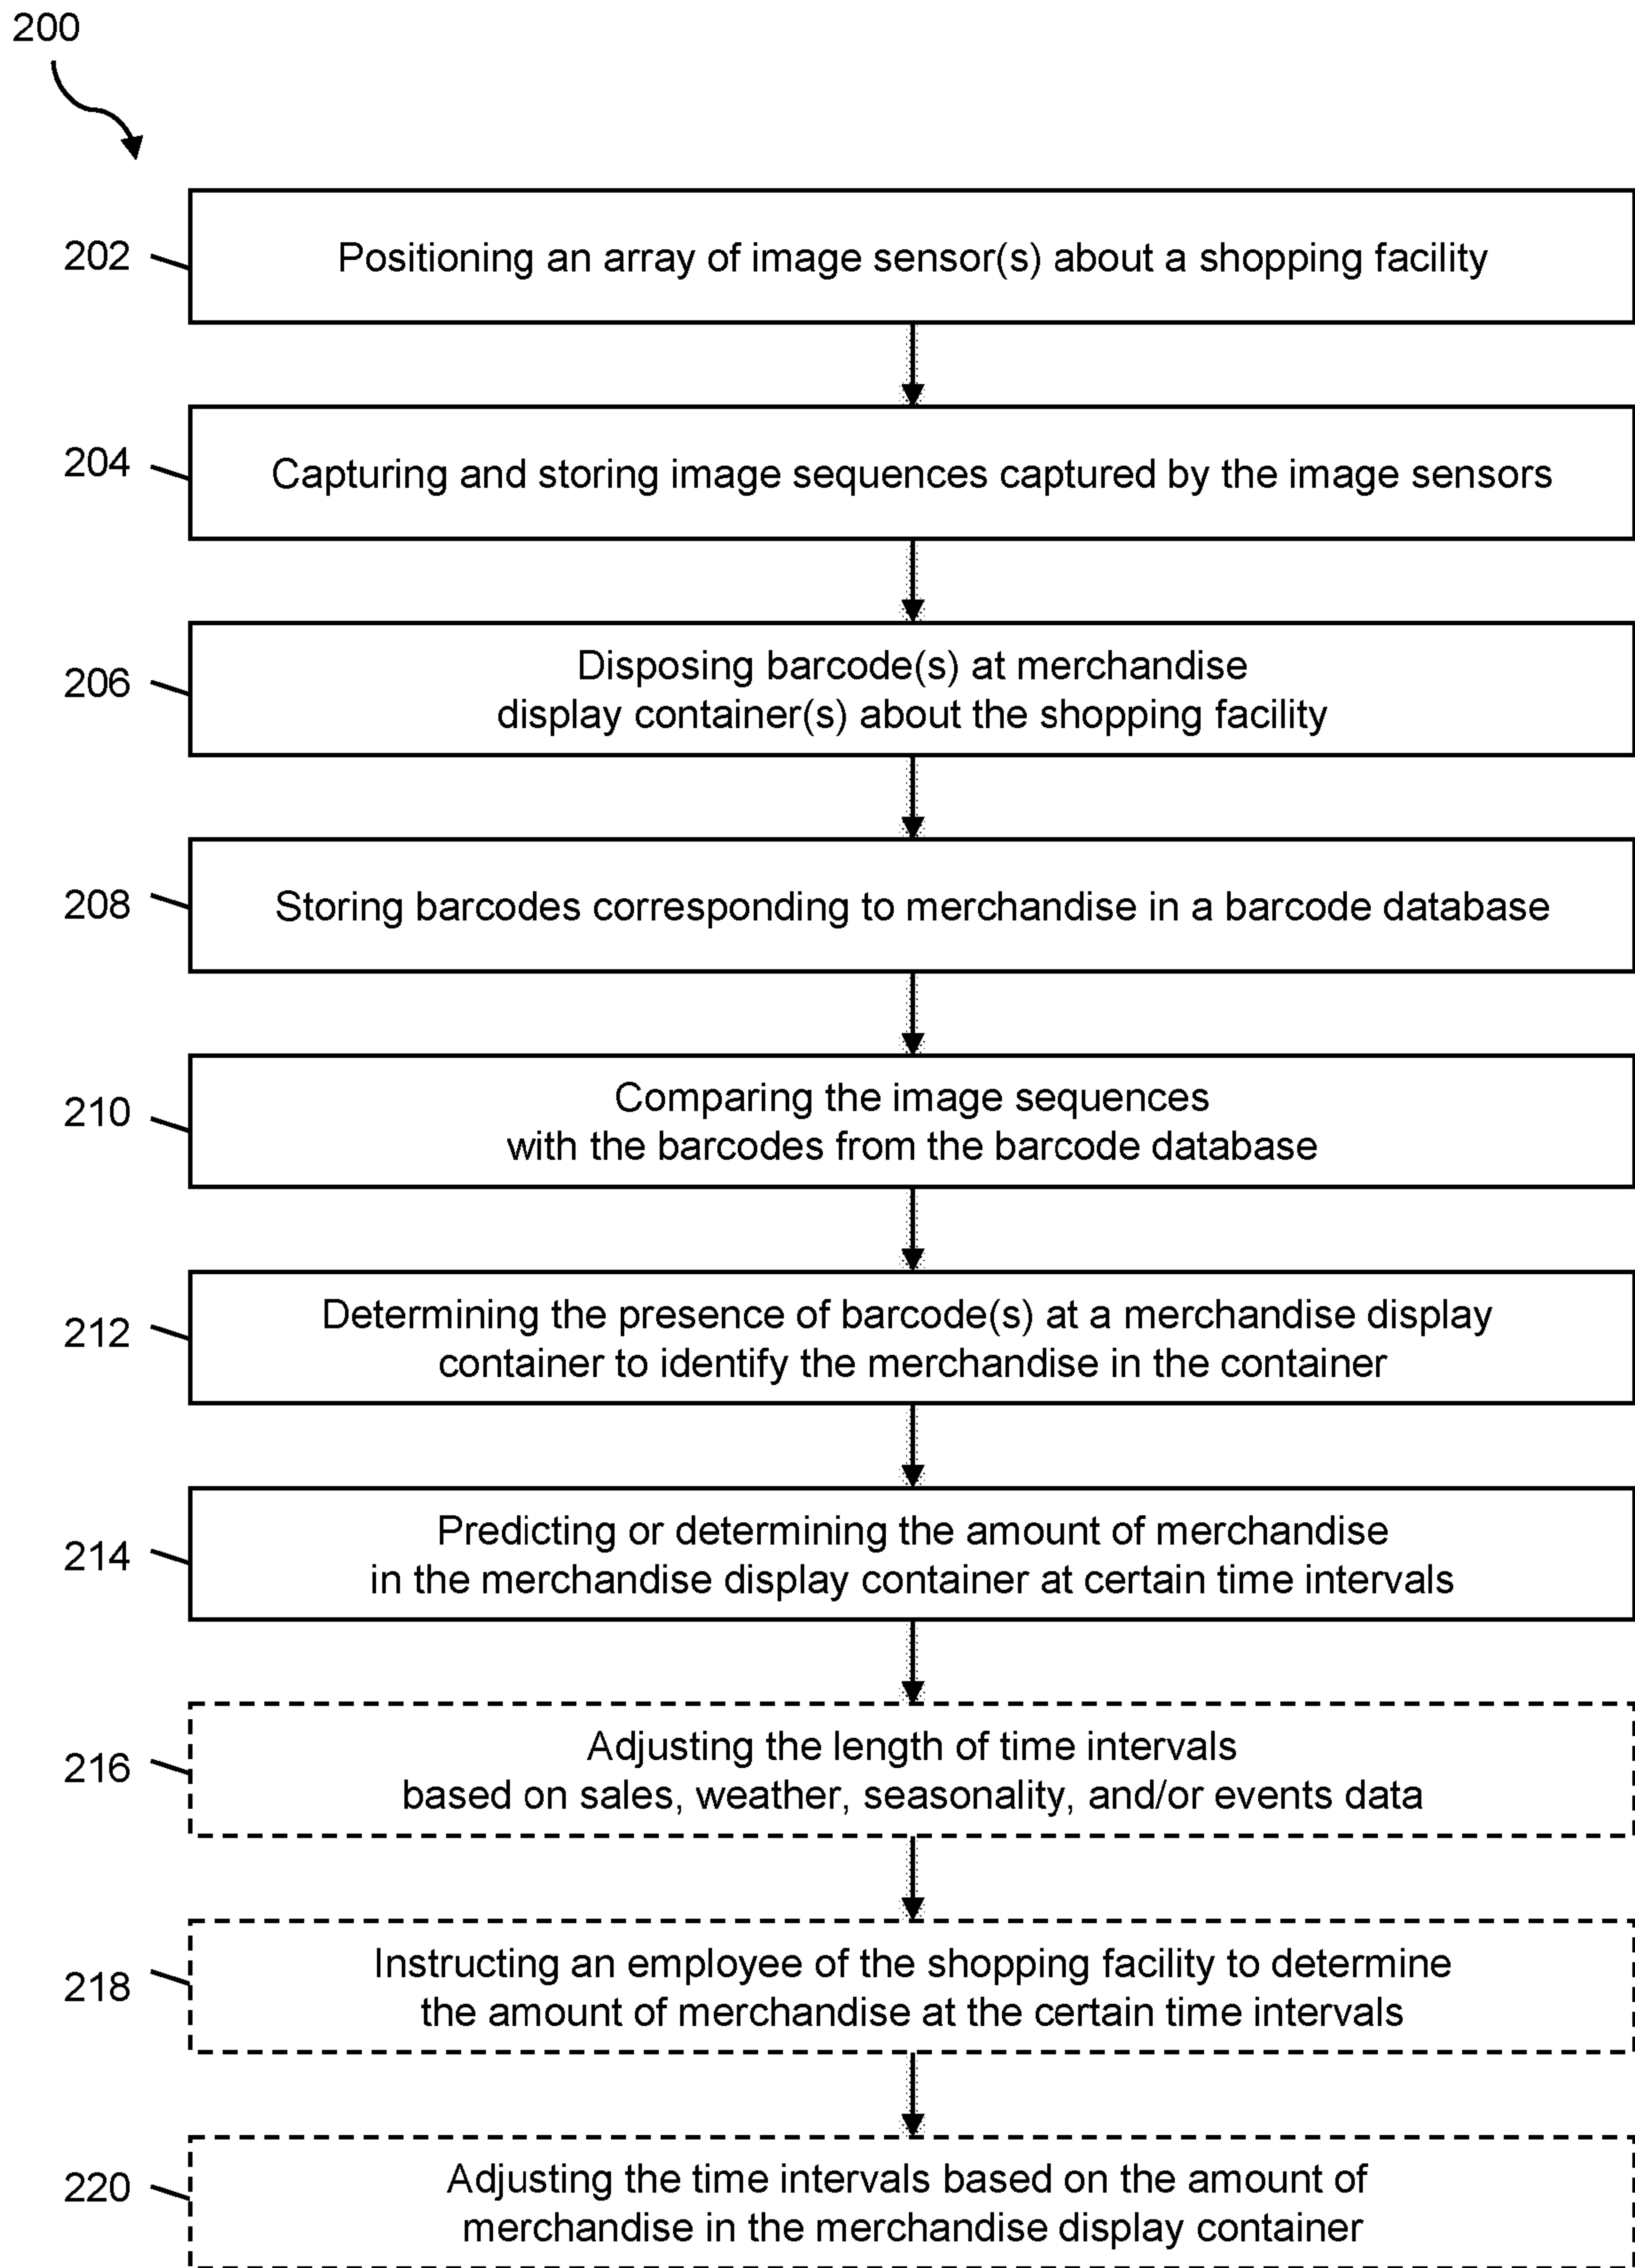 200
202
Positioning an array of image sensor(s) about a shopping facility
204
Capturing and storing image sequences captured by the image sensors
206
Disposing barcode(s) at merchandise
display container(s) about the shopping facility
208
Storing barcodes corresponding to merchandise in a barcode database
210
Comparing the image sequences
with the barcodes from the barcode database
212
Determining the presence of barcode(s) at a merchandise display
container to identify the merchandise in the container
214
Predicting or determining the amount of merchandise
in the merchandise display container at certain time intervals
216
Adjusting the length of time intervals
based on sales, weather, seasonality, and/or events data
218
Instructing an employee of the shopping facility to determine
the amount of merchandise at the certain time intervals
220
Adjusting the time intervals based on the amount of
merchandise in the merchandise display container